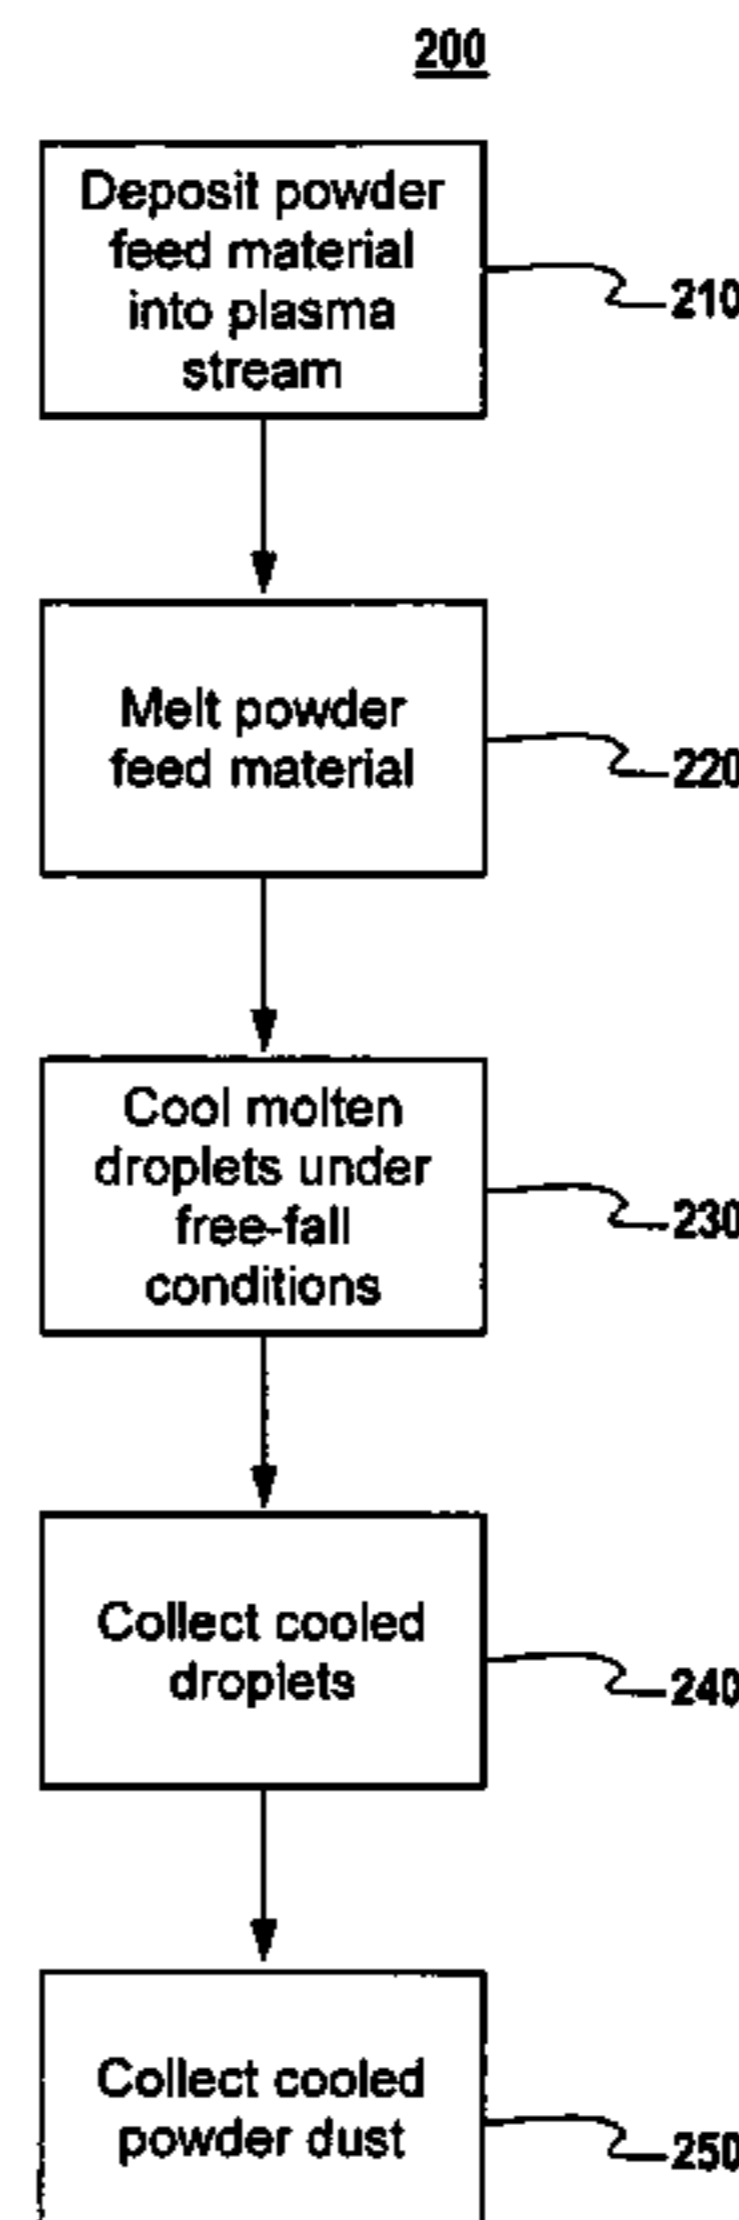 200
Deposit powder
feed material
into plasma
stream
210
Melt powder
feed material
220
Cool molten
droplets under
free-fall
conditions
230
Collect cooled
droplets
240
Collect cooled
powder dust
250